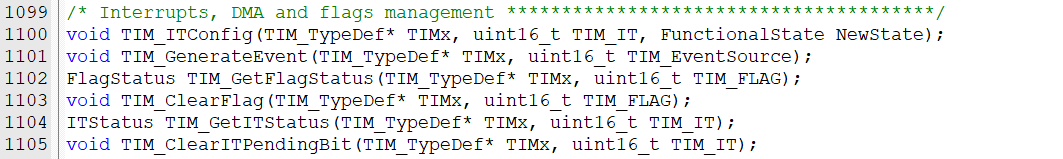 1099 /* Interrupts, DMA and flags management ***************************************/
1100 void TIM_ITConfig(TIM_TypeDef* TIMx, uint16_t TIM_IT, FunctionalState NewState);
1101 void TIM_GenerateEvent(TIM_TypeDef* TIMx, uint16_t TIM_EventSource);
1102 FlagStatus TIM_GetFlagStatus(TIM_TypeDef* TIMx, uint16_t TIM_FLAG);
1103 void TIM_ClearFlag(TIM_TypeDef* TIMx, uint16_t TIM_FLAG);
1104 ITStatus TIM_GetITStatus(TIM_TypeDef* TIMx, uint16_t TIM_IT);
1105 void TIM_ClearITPendingBit(TIM_TypeDef* TIMx, uint16_t TIM_IT);